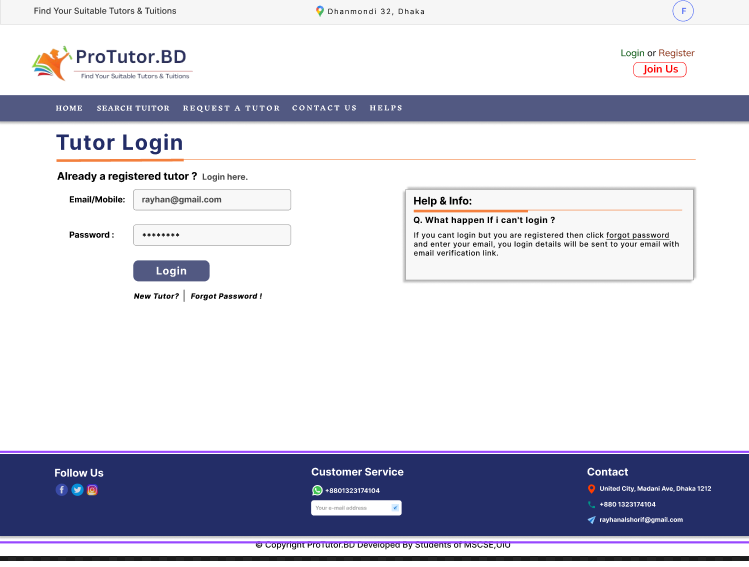 Find Your Suitable Tutors & Tuitions
Dhanmondi 32, Dhaka
F
ProTutor.BD
Find Your Suitable Tutors & Tuitions
Login or Register
Join Us
HOME SEARCH TUITOR REQUEST A TUTOR CONTACT US HELPS
Tutor Login
Already a registered tutor ? Login here.
Email/Mobile: rayhan@gmail.com
Password : ********
Login
New Tutor? | Forgot Password !
Help & Info:
Q. What happen If i can't login ?
If you cant login but you are registered then click forgot password
and enter your email, you login details will be sent to your email with
email verification link.
Follow Us
Customer Service
+8801323174104
Your e-mail address
Contact
United City, Madani Ave, Dhaka 1212
+880 1323174104
rayhanalshorif@gmail.com
© Copyright ProTutor.BD Developed By Students of MSCSE,UIU